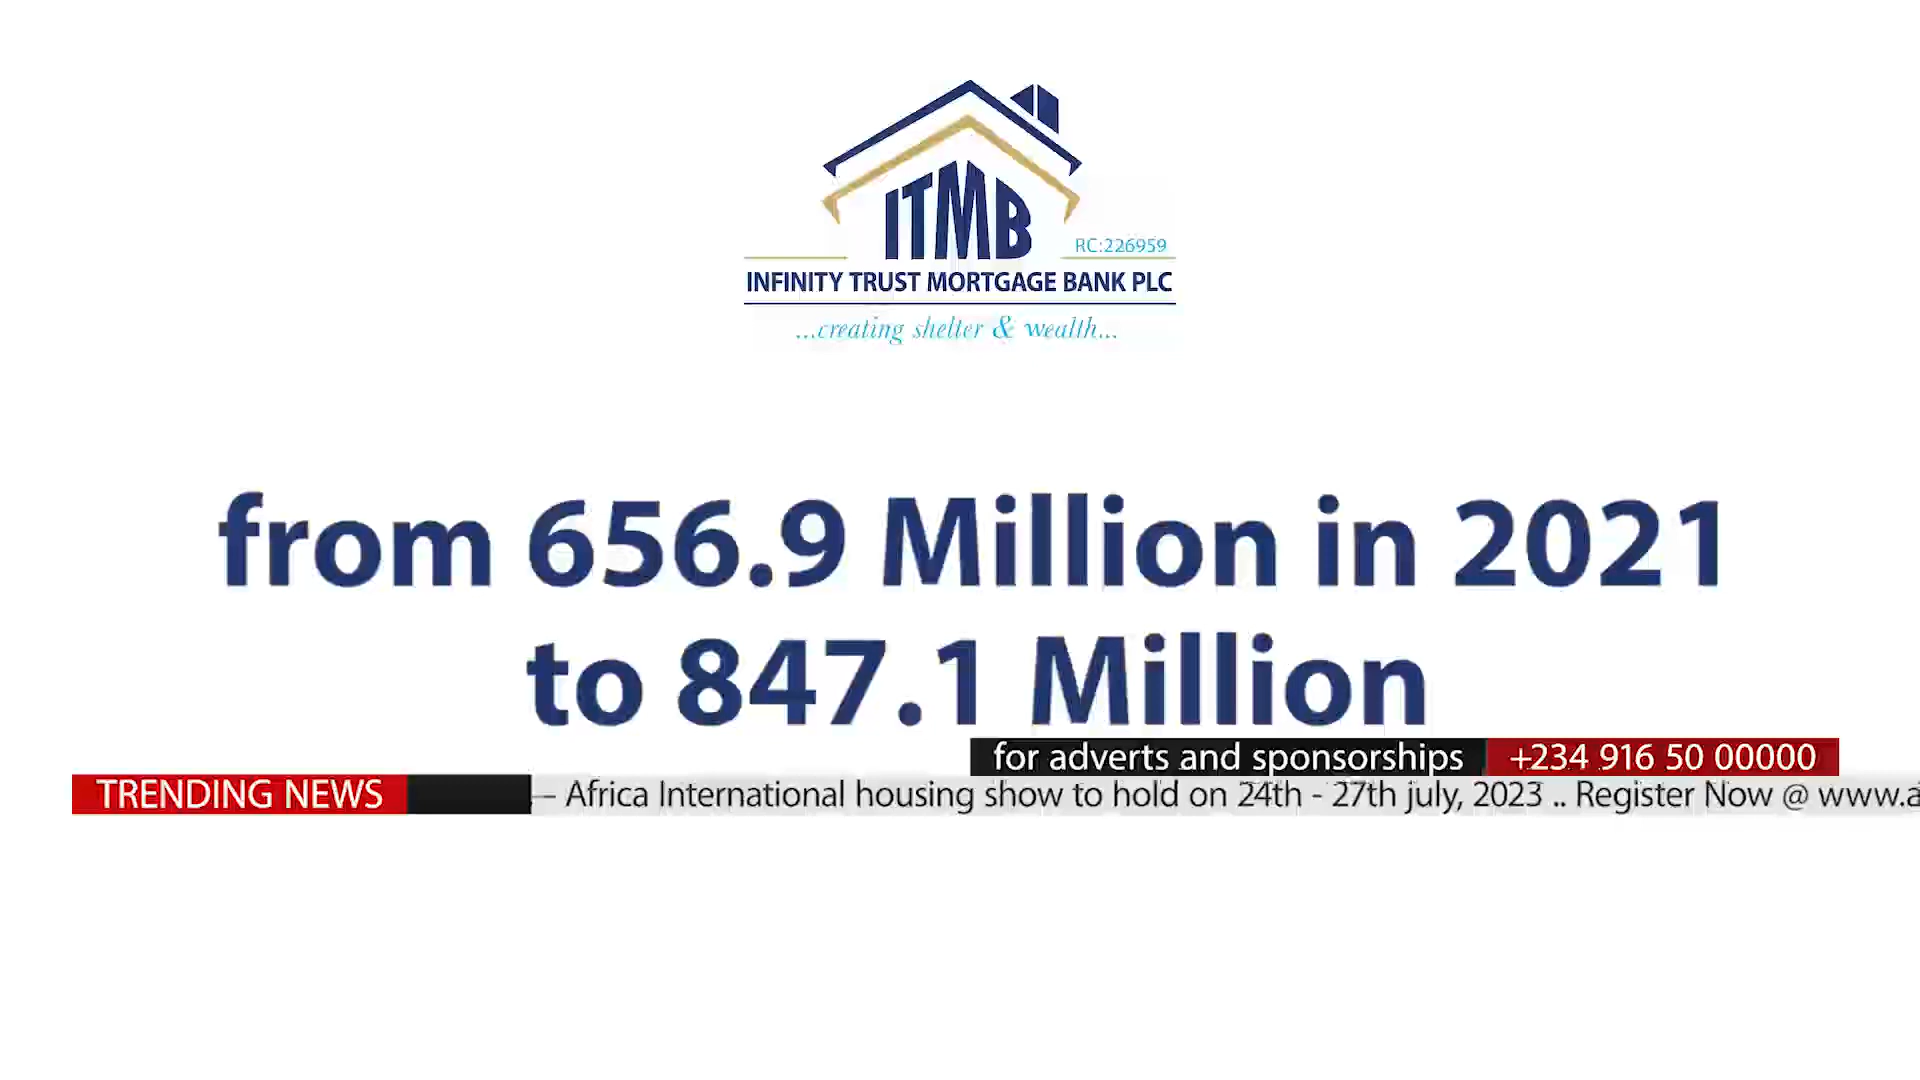 ITMB
RC:226959
INFINITY TRUST MORTGAGE BANK PLC
...creating shelter & wealth...
from 656.9 Million in 2021
to 847.1 Million
for adverts and sponsorships +234 916 50 00000
TRENDING NEWS – Africa International housing show to hold on 24th - 27th july, 2023 .. Register Now @ www.a